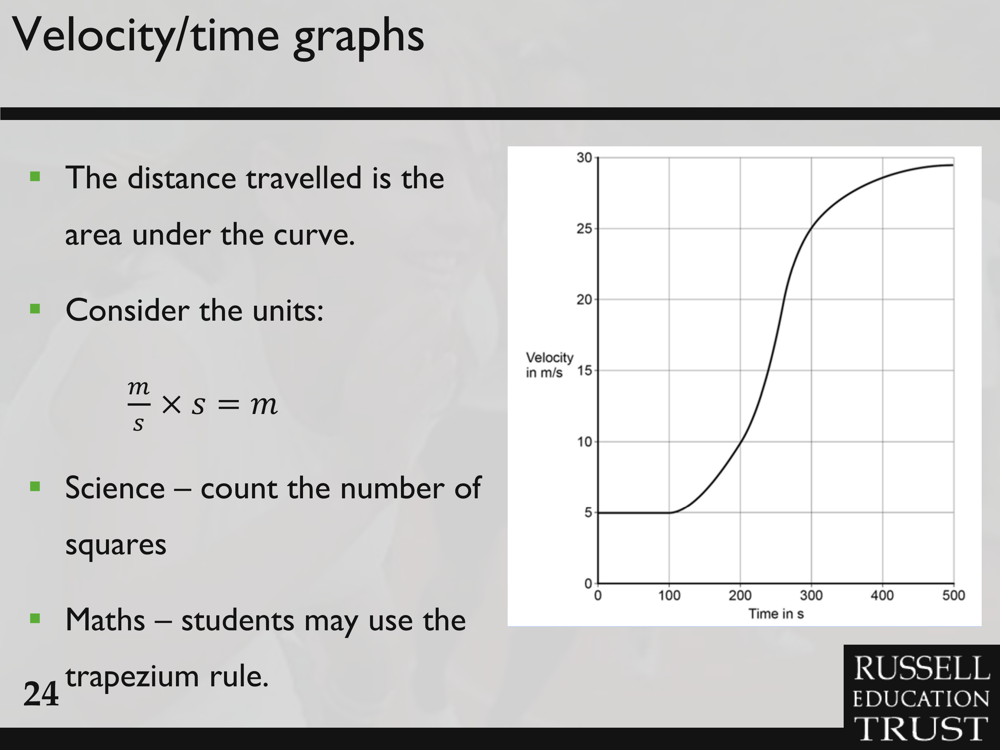 Velocity/time graphs
▪ The distance travelled is the
area under the curve.
▪ Consider the units:
m/s × s = m
▪ Science – count the number of
squares
▪ Maths – students may use the
trapezium rule.
24
30
25
20
Velocity
in m/s
15
10
5
0
0 100 200 300 400 500
Time in s
RUSSELL
EDUCATION
TRUST